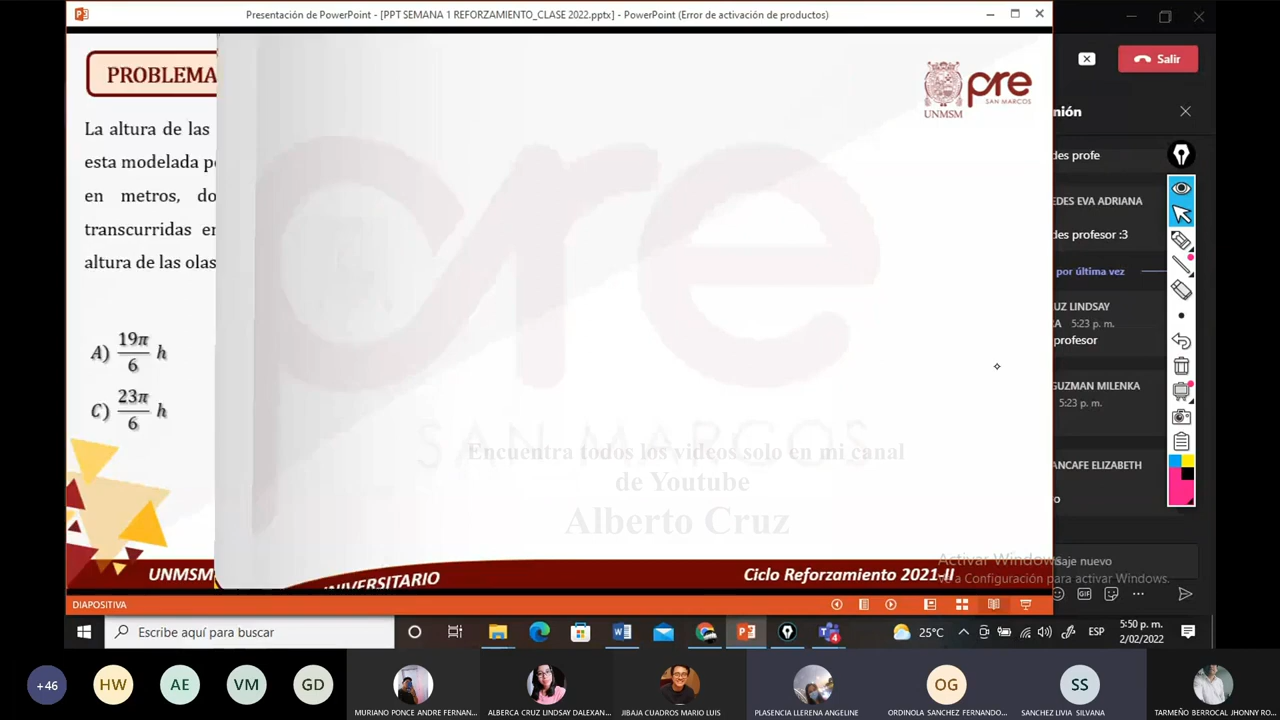 Presentación de PowerPoint - [PPT SEMANA 1 REFORZAMIENTO_CLASE 2022.pptx] - PowerPoint (Error de activación de productos)
PROBLEMA
La altura de las
esta modelada p
en metros, do
transcurridas en
altura de las olas
A) 19π/6 h
C) 23π/6 h
UNMSM
pre
SAN MARCOS
pre
SAN MARCOS
Encuentra todos los videos solo en mi canal
de Youtube
Alberto Cruz
UNMSM
NIVERSITARIO
Ciclo Reforzamiento 2021-II
DIAPOSITIVA
Salir
nión
des profe
EDES EVA ADRIANA
des profesor :3
por última vez
UZ LINDSAY
A 5:23 p. m.
profesor
GUZMAN MILENKA
5:23 p. m.
ANCAFE ELIZABETH
o
Activar Windows
Ve a Configuración para activar Windows.
saje nuevo
GIF
Escribe aquí para buscar
25°C
ESP
5:50 p. m.
2/02/2022
+46
HW
AE
VM
GD
MURIANO PONCE ANDRE FERNAN...
ALBERCA CRUZ LINDSAY DALEXAN...
JIBAJA CUADROS MARIO LUIS
PLASENCIA LLERENA ANGELINE
OG
ORDINOLA SANCHEZ FERNANDO...
SS
SANCHEZ LIVIA SILVANA
TARMEÑO BERROCAL JHONNY RO...